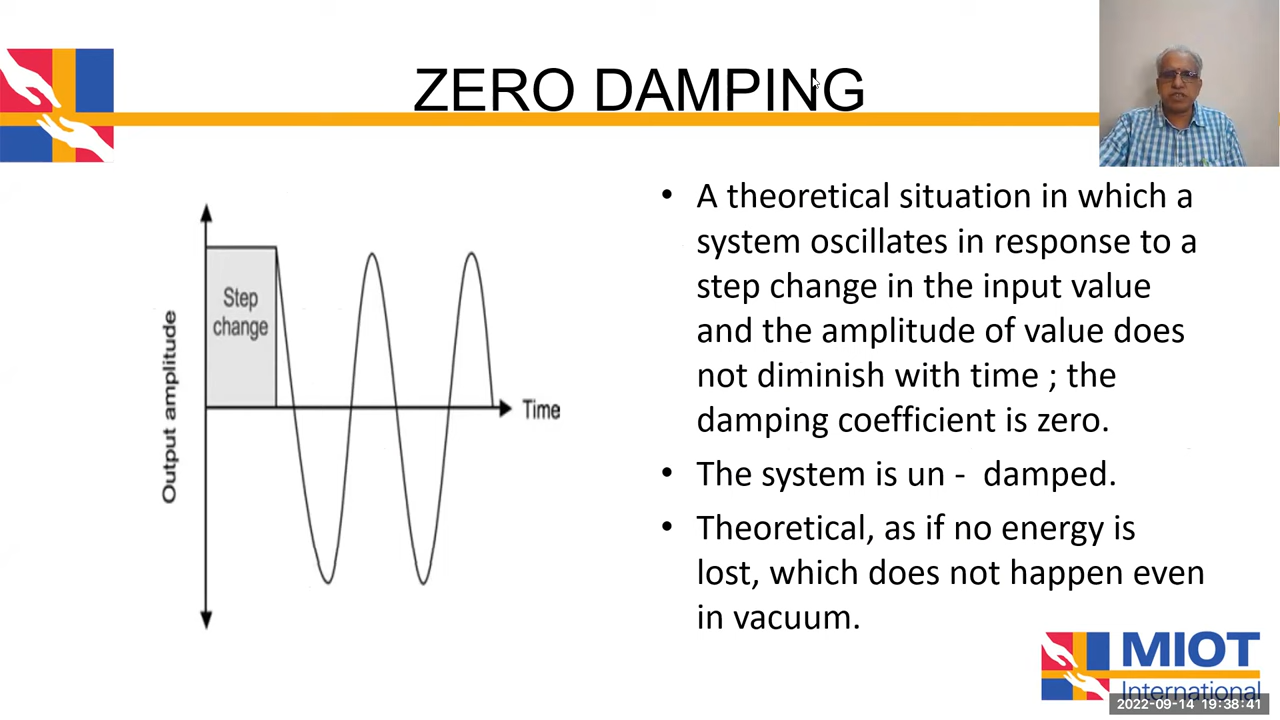 ZERO DAMPING
Step
change
Output amplitude
Time
• A theoretical situation in which a
system oscillates in response to a
step change in the input value
and the amplitude of value does
not diminish with time ; the
damping coefficient is zero.
• The system is un -  damped.
• Theoretical, as if no energy is
lost, which does not happen even
in vacuum.
MIOT
International
2022-09-14 19:38:41